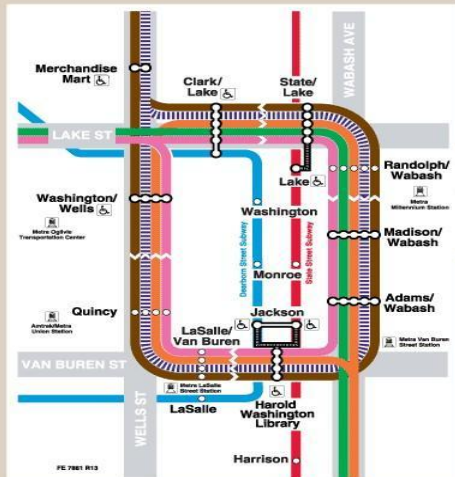 WABASH AVE
Merchandise
Mart
Clark/
Lake
State/
Lake
LAKE ST
Randolph/
Wabash
Metra
Millennium Station
Lake
Washington/
Wells
Metra Ogilvie
Transportation Center
Washington
Dearborn Street Subway
State Street Subway
Madison/
Wabash
Monroe
Quincy
Amtrak/Metra
Union Station
Jackson
Adams/
Wabash
LaSalle/
Van Buren
Metra Van Buren
Street Station
VAN BUREN ST
Metra LaSalle
Street Station
LaSalle
WELLS ST
Harold
Washington
Library
Harrison
FE 7861 R13